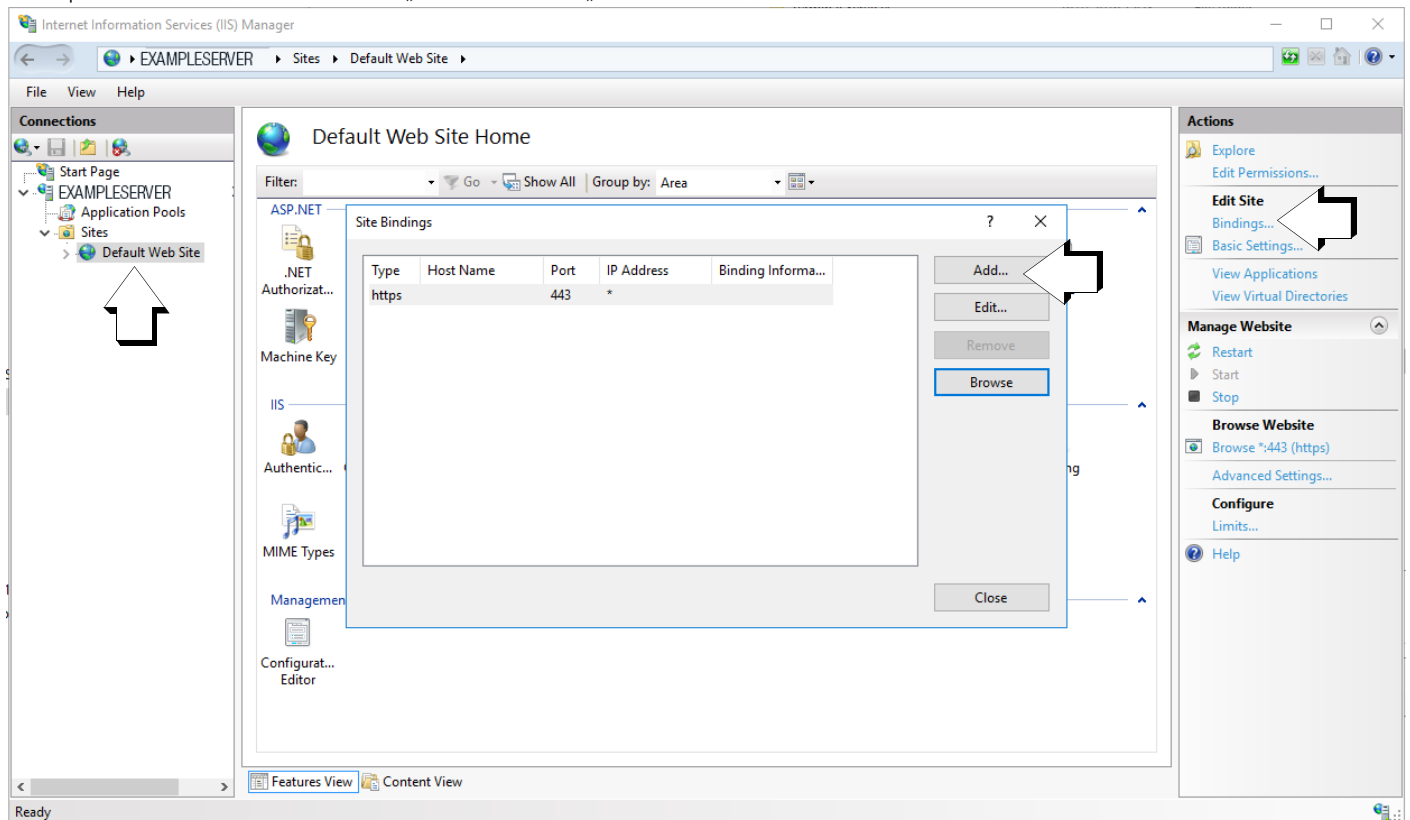 Internet Information Services (IIS) Manager
EXAMPLESERVER Sites Default Web Site
File View Help
Connections
Start Page
EXAMPLESERVER
Application Pools
Sites
Default Web Site
Default Web Site Home
Filter: Go Show All Group by: Area
ASP.NET
.NET
Authorizat...
Machine Key
IIS
Authentic...
ng
MIME Types
Managemen
Configurat...
Editor
Site Bindings ?
Type Host Name Port IP Address Binding Informa...
https 443 *
Add...
Edit...
Remove
Browse
Close
Features View Content View
Actions
Explore
Edit Permissions...
Edit Site
Bindings...
Basic Settings...
View Applications
View Virtual Directories
Manage Website
Restart
Start
Stop
Browse Website
Browse *:443 (https)
Advanced Settings...
Configure
Limits...
Help
Ready